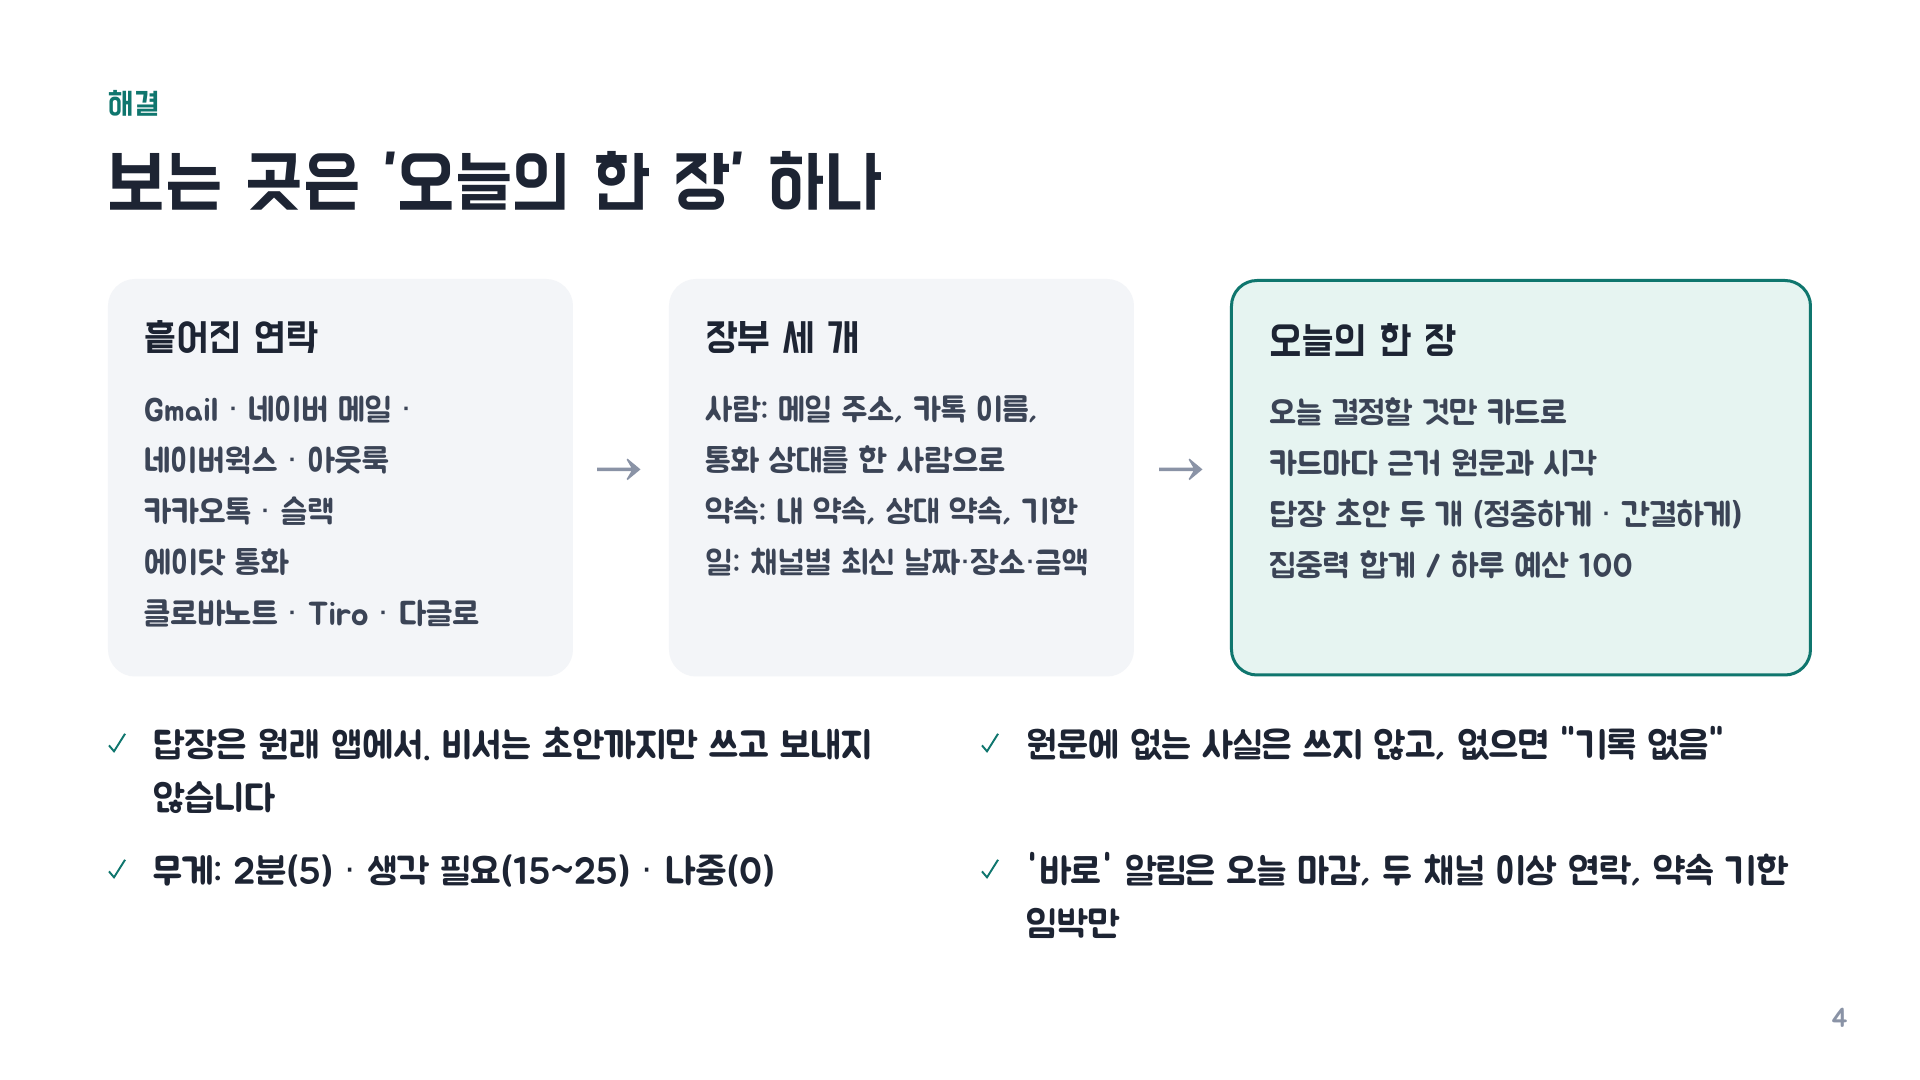 해결
보는 곳은 '오늘의 한 장' 하나
흩어진 연락
Gmail · 네이버 메일 ·
네이버웍스 · 아웃룩
카카오톡 · 슬랙
에이닷 통화
클로바노트 · Tiro · 다글로
→
장부 세 개
사람: 메일 주소, 카톡 이름,
통화 상대를 한 사람으로
약속: 내 약속, 상대 약속, 기한
일: 채널별 최신 날짜·장소·금액
→
오늘의 한 장
오늘 결정할 것만 카드로
카드마다 근거 원문과 시각
답장 초안 두 개 (정중하게 · 간결하게)
집중력 합계 / 하루 예산 100
✓ 답장은 원래 앱에서. 비서는 초안까지만 쓰고 보내지
않습니다
✓ 원문에 없는 사실은 쓰지 않고, 없으면 "기록 없음"
✓ 무게: 2분(5) · 생각 필요(15~25) · 나중(0)
✓ '바로' 알림은 오늘 마감, 두 채널 이상 연락, 약속 기한
임박만
4